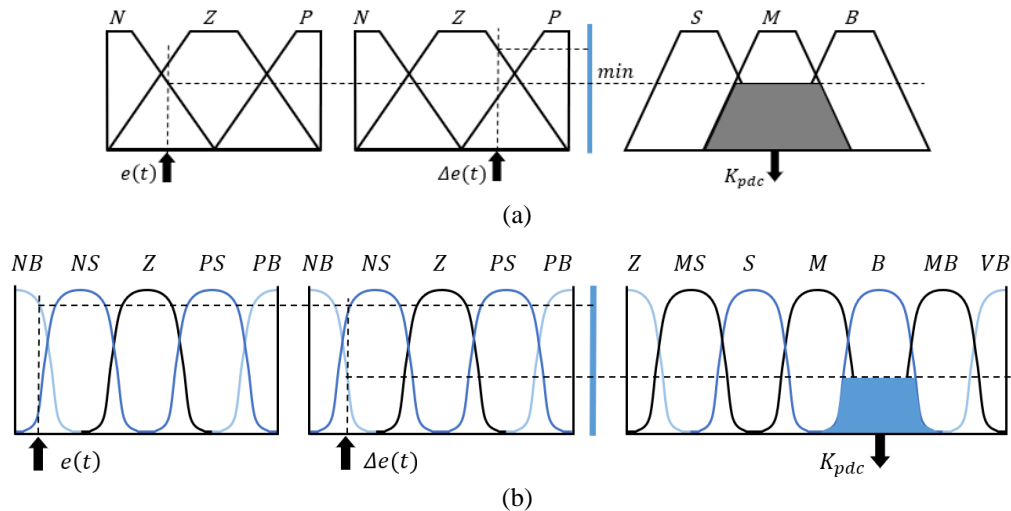 N Z P N Z P S M B
min
e(t) Δe(t) K_pdc
(a)
NB NS Z PS PB NB NS Z PS PB Z MS S M B MB VB
e(t) Δe(t) K_pdc
(b)